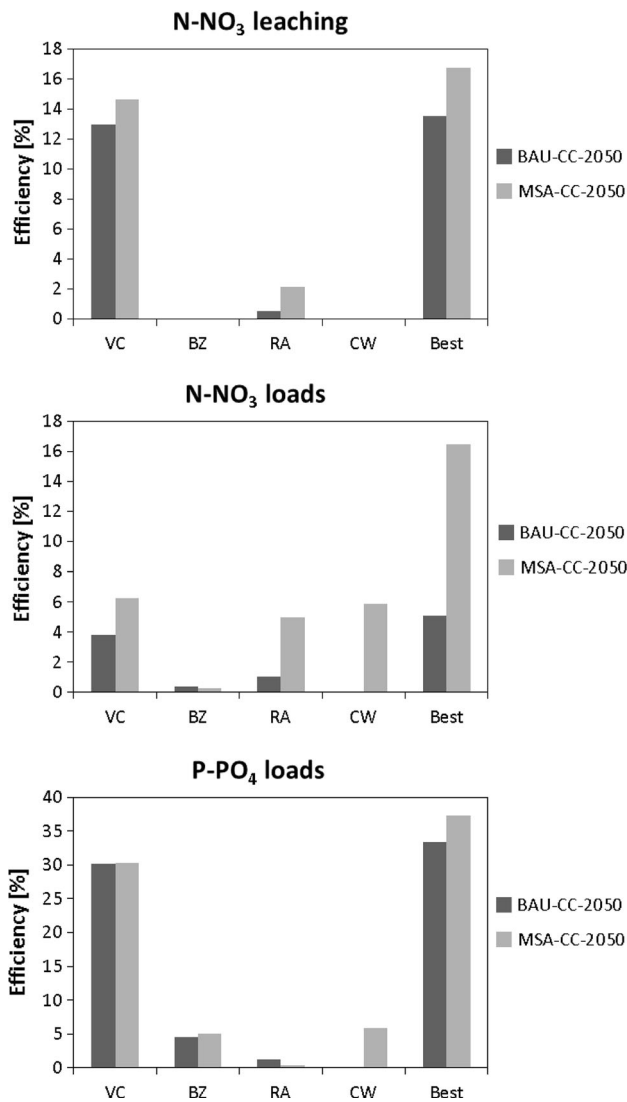 N-NO₃ leaching
Efficiency [%]
18
16
14
12
10
8
6
4
2
0
VC BZ RA CW Best
BAU-CC-2050
MSA-CC-2050
N-NO₃ loads
Efficiency [%]
18
16
14
12
10
8
6
4
2
0
VC BZ RA CW Best
BAU-CC-2050
MSA-CC-2050
P-PO₄ loads
Efficiency [%]
40
35
30
25
20
15
10
5
0
VC BZ RA CW Best
BAU-CC-2050
MSA-CC-2050